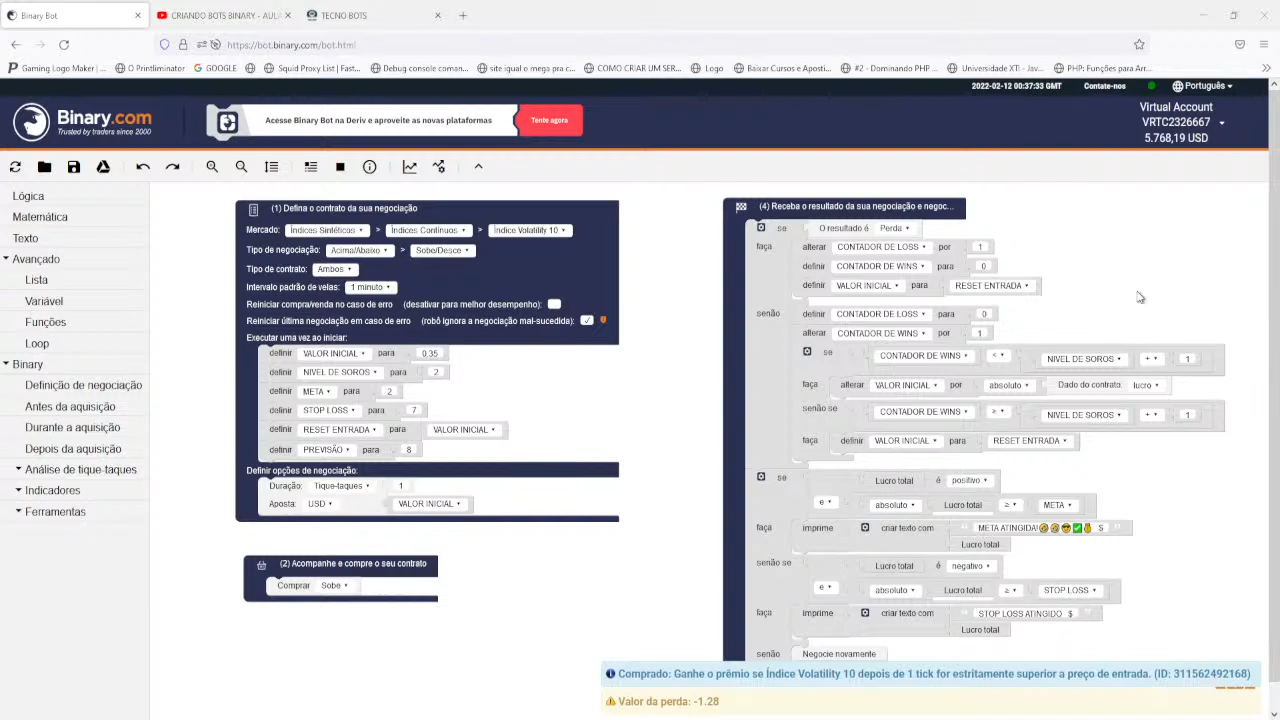 Binary Bot
CRIANDO BOTS BINARY - AUL
TECNO BOTS
https://bot.binary.com/bot.html
Gaming Logo Maker | ...
O Printliminator
GOOGLE
Squid Proxy List | Fast...
Debug console coman...
site igual o mega pra c...
COMO CRIAR UM SER...
Logo
Baixar Cursos e Aposti...
#2 - Dominando PHP ...
Universidade XTI - Jav...
PHP: Funções para Arr...
2022-02-12 00:37:33 GMT
Contate-nos
Português
Binary.com
Trusted by traders since 2000
Acesse Binary Bot na Deriv e aproveite as novas plataformas
Tente agora
Virtual Account
VRTC2326667
5.768,19 USD
Lógica
Matemática
Texto
Avançado
Lista
Variável
Funções
Loop
Binary
Definição de negociação
Antes da aquisição
Durante a aquisição
Depois da aquisição
Análise de tique-taques
Indicadores
Ferramentas
(1) Defina o contrato da sua negociação
Mercado: Índices Sintéticos > Índices Contínuos > Índice Volatility 10
Tipo de negociação: Acima/Abaixo > Sobe/Desce
Tipo de contrato: Ambos
Intervalo padrão de velas: 1 minuto
Reiniciar compra/venda no caso de erro (desativar para melhor desempenho):
Reiniciar última negociação em caso de erro (robô ignora a negociação mal-sucedida): ✓
Executar uma vez ao iniciar:
definir VALOR INICIAL para 0.35
definir NIVEL DE SOROS para 2
definir META para 2
definir STOP LOSS para 7
definir RESET ENTRADA para VALOR INICIAL
definir PREVISÃO para 8
Definir opções de negociação:
Duração: Tique-taques 1
Aposta: USD VALOR INICIAL
(2) Acompanhe e compre o seu contrato
Comprar Sobe
(4) Receba o resultado da sua negociação e negoc...
se O resultado é Perda
faça alterar CONTADOR DE LOSS por 1
definir CONTADOR DE WINS para 0
definir VALOR INICIAL para RESET ENTRADA
senão definir CONTADOR DE LOSS para 0
alterar CONTADOR DE WINS por 1
se CONTADOR DE WINS < NIVEL DE SOROS + 1
faça alterar VALOR INICIAL por absoluto Dado do contrato: lucro
senão se CONTADOR DE WINS ≥ NIVEL DE SOROS + 1
faça definir VALOR INICIAL para RESET ENTRADA
se Lucro total é positivo
e absoluto Lucro total ≥ META
faça imprime criar texto com META ATINGIDA!🤑🤑😎✅💰 $
Lucro total
senão se Lucro total é negativo
e absoluto Lucro total ≥ STOP LOSS
faça imprime criar texto com STOP LOSS ATINGIDO $
Lucro total
senão Negocie novamente
Comprado: Ganhe o prêmio se Índice Volatility 10 depois de 1 tick for estritamente superior a preço de entrada. (ID: 311562492168)
Valor da perda: -1.28